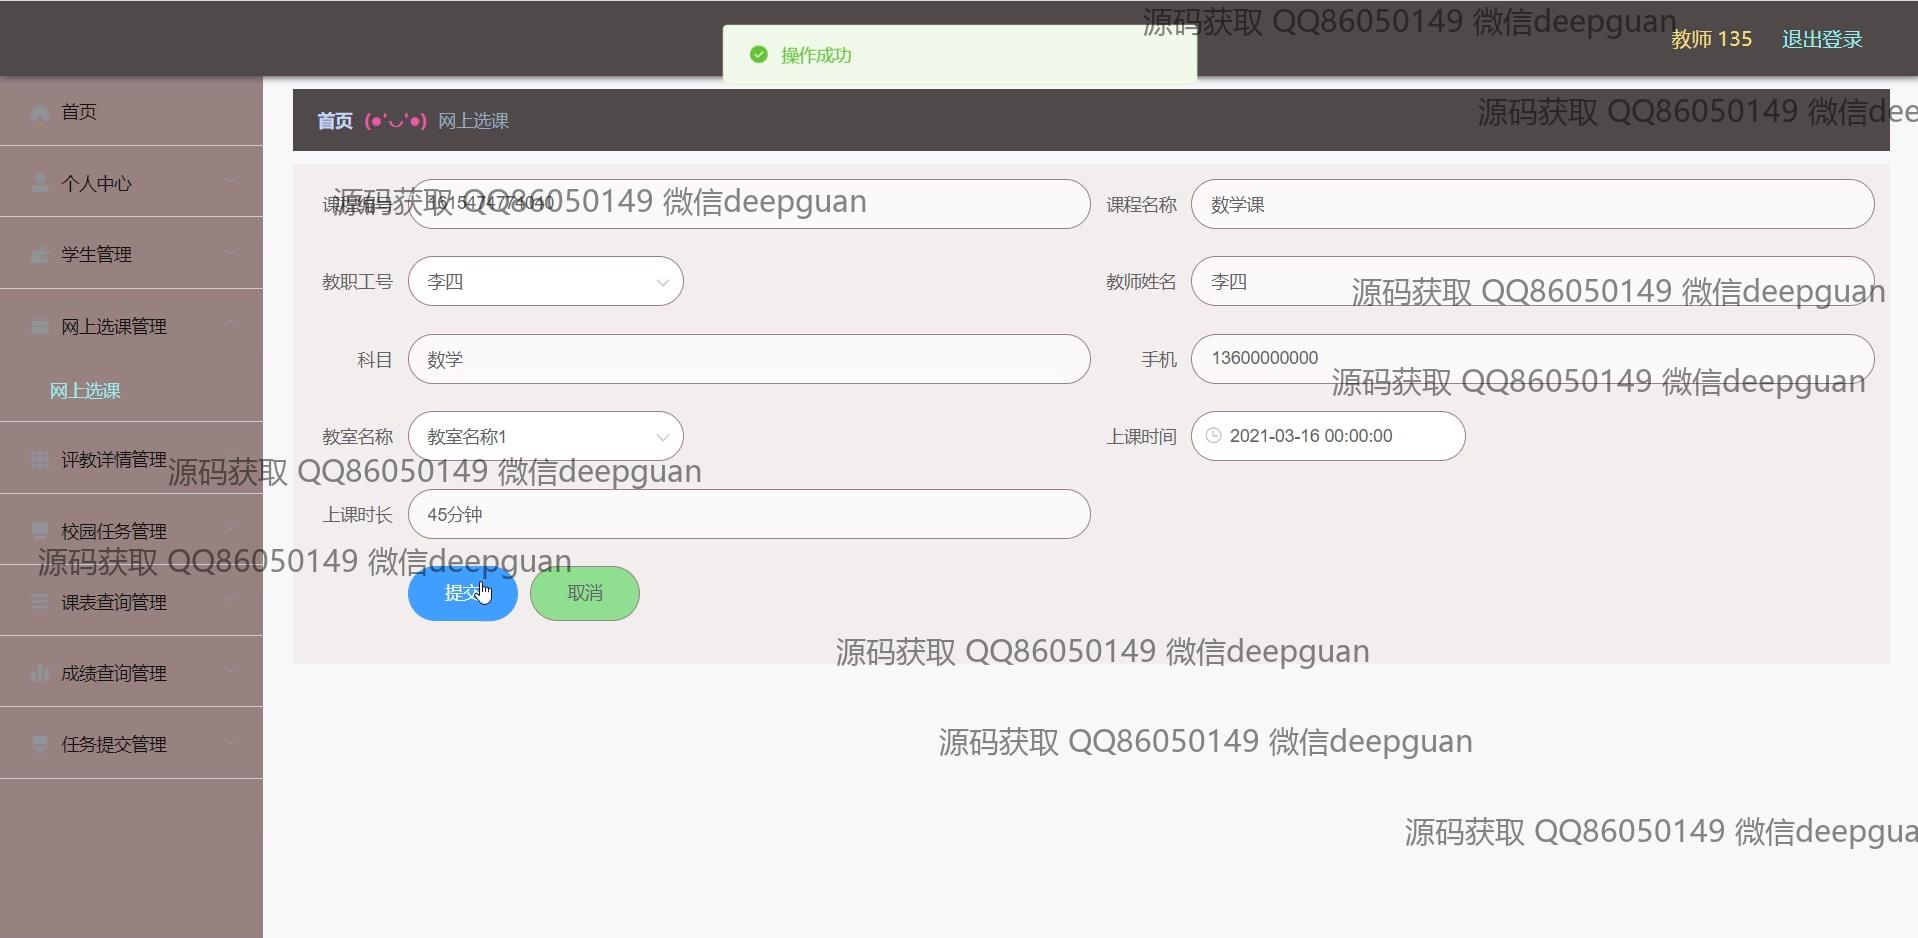 源码获取 QQ86050149 微信deepguan
操作成功
教师 135 退出登录
首页
首页 (●'◡'●) 网上选课
源码获取 QQ86050149 微信dee
个人中心
源码获取 QQ86050149 微信deepguan
课程编号 1615474774040
课程名称 数学课
学生管理
教职工号 李四
教师姓名 李四
源码获取 QQ86050149 微信deepguan
网上选课管理
科目 数学
手机 13600000000
源码获取 QQ86050149 微信deepguan
网上选课
教室名称 教室名称1
上课时间 2021-03-16 00:00:00
评教详情管理
源码获取 QQ86050149 微信deepguan
上课时长 45分钟
校园任务管理
源码获取 QQ86050149 微信deepguan
提交 取消
课表查询管理
源码获取 QQ86050149 微信deepguan
成绩查询管理
任务提交管理
源码获取 QQ86050149 微信deepguan
源码获取 QQ86050149 微信deepgua